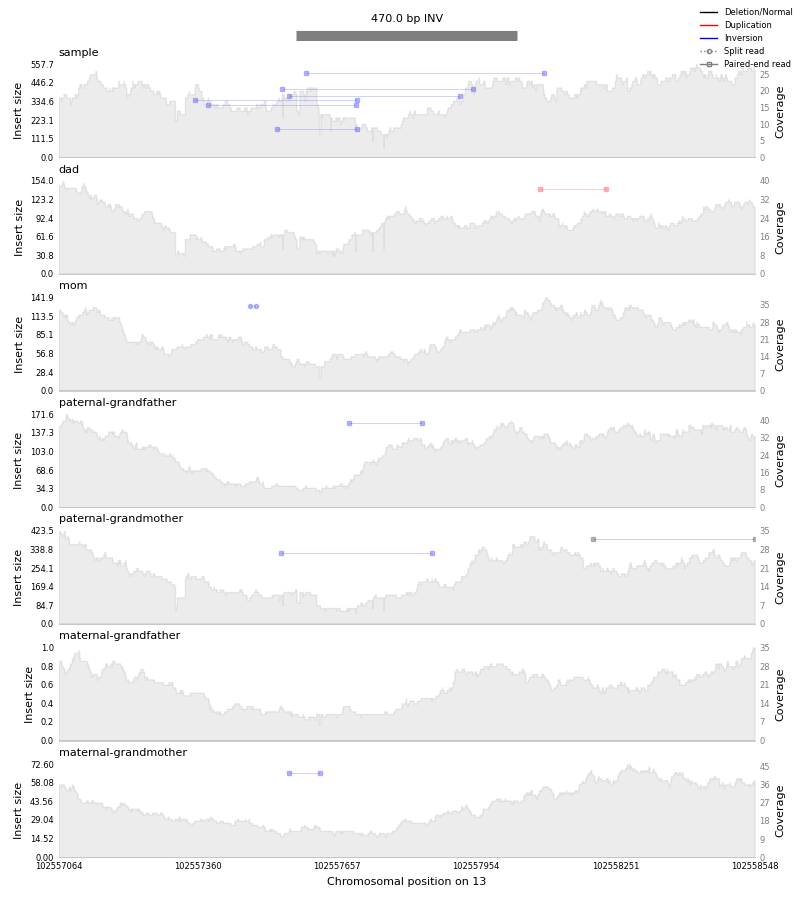 470.0 bp INV
Deletion/Normal
Duplication
Inversion
Split read
Paired-end read
sample
557.7
446.2
334.6
223.1
111.5
0.0
Insert size
25
20
15
10
5
0
Coverage
dad
154.0
123.2
92.4
61.6
30.8
0.0
Insert size
40
32
24
16
8
0
Coverage
mom
141.9
113.5
85.1
56.8
28.4
0.0
Insert size
35
28
21
14
7
0
Coverage
paternal-grandfather
171.6
137.3
103.0
68.6
34.3
0.0
Insert size
40
32
24
16
8
0
Coverage
paternal-grandmother
423.5
338.8
254.1
169.4
84.7
0.0
Insert size
35
28
21
14
7
0
Coverage
maternal-grandfather
1.0
0.8
0.6
0.4
0.2
0.0
Insert size
35
28
21
14
7
0
Coverage
maternal-grandmother
72.60
58.08
43.56
29.04
14.52
0.00
Insert size
45
36
27
18
9
0
Coverage
102557064 102557360 102557657 102557954 102558251 102558548
Chromosomal position on 13